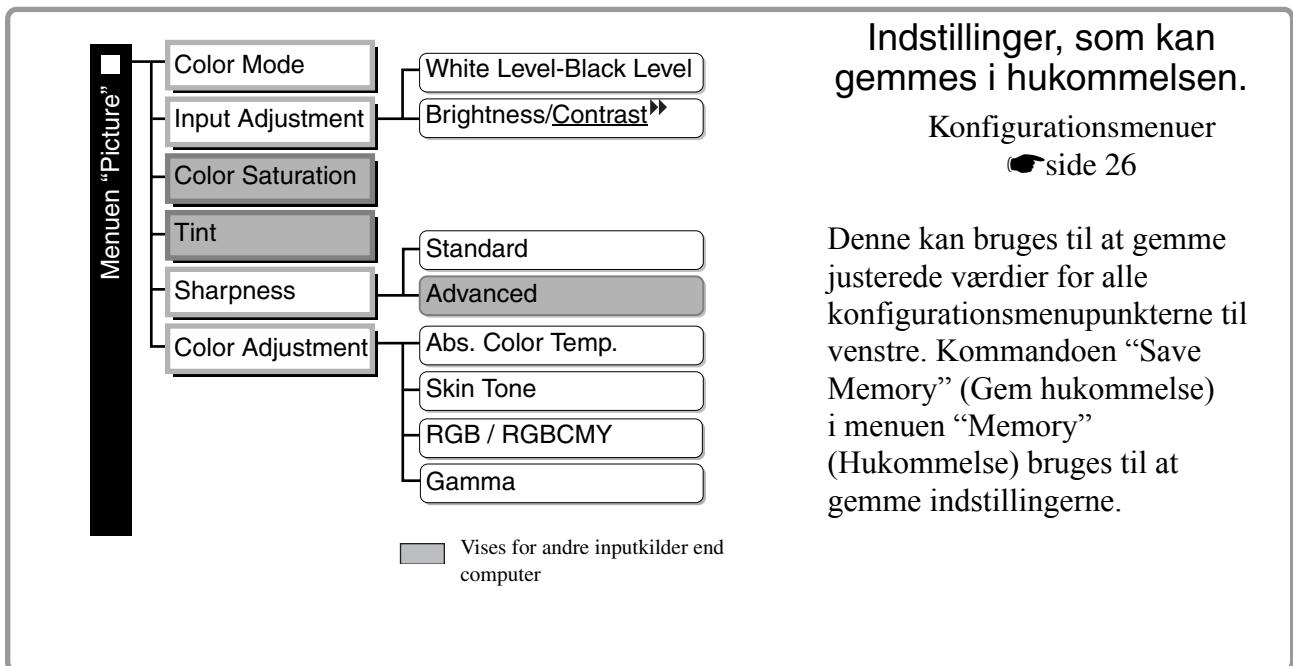 Menuen “Picture”
Color Mode
Input Adjustment
White Level-Black Level
Brightness/Contrast
Color Saturation
Tint
Sharpness
Standard
Advanced
Color Adjustment
Abs. Color Temp.
Skin Tone
RGB / RGBCMY
Gamma
Vises for andre inputkilder end
computer
Indstillinger, som kan
gemmes i hukommelsen.
Konfigurationsmenuer
☛side 26
Denne kan bruges til at gemme
justerede værdier for alle
konfigurationsmenupunkterne til
venstre. Kommandoen “Save
Memory” (Gem hukommelse)
i menuen “Memory”
(Hukommelse) bruges til at
gemme indstillingerne.